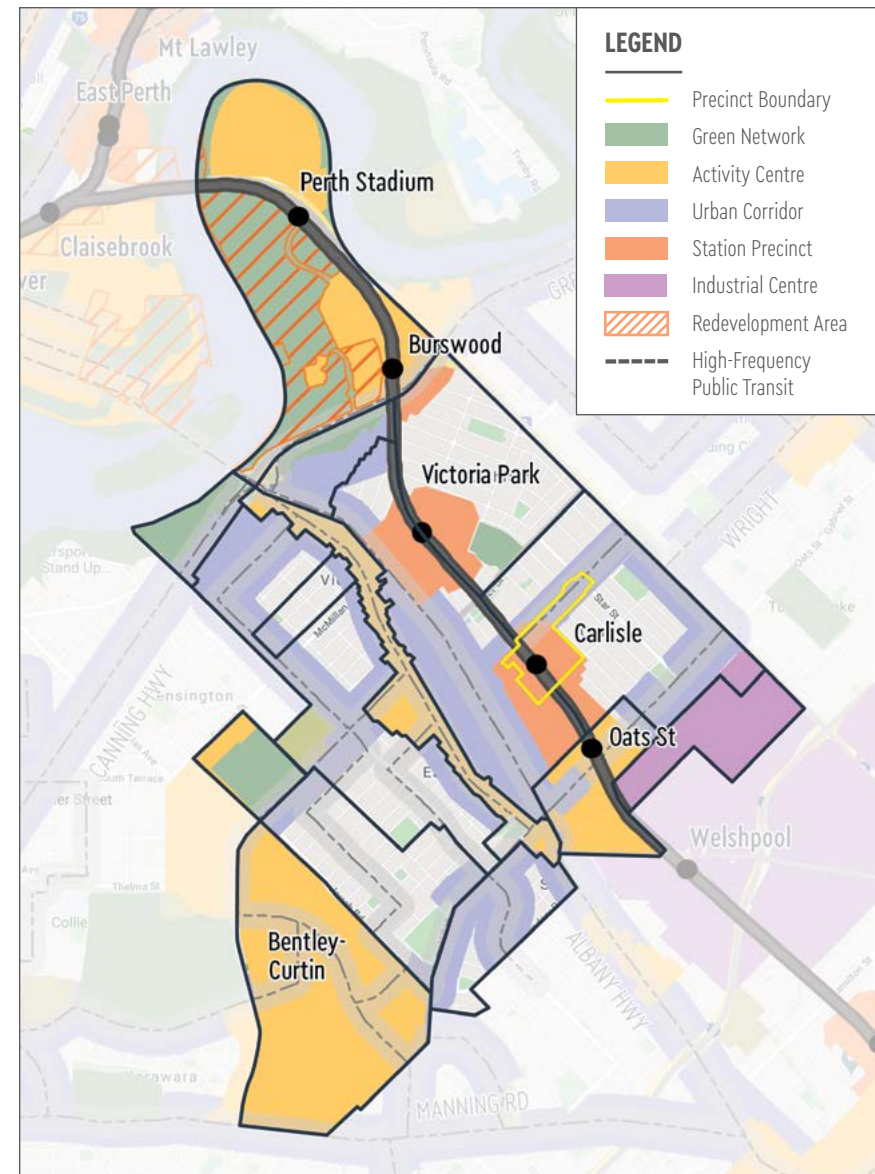 LEGEND
Precinct Boundary
Green Network
Activity Centre
Urban Corridor
Station Precinct
Industrial Centre
Redevelopment Area
High-Frequency
Public Transit
Mt Lawley
East Perth
Perth Stadium
Claisebrook
Burswood
Victoria Park
WRIGHT
Star St
McMillan
Carlisle
Oats St
CANNING HWY
South Terrace
Welshpool
Thelma St
Collie
Bentley-
Curtin
ALBANY HWY
MANNING RD